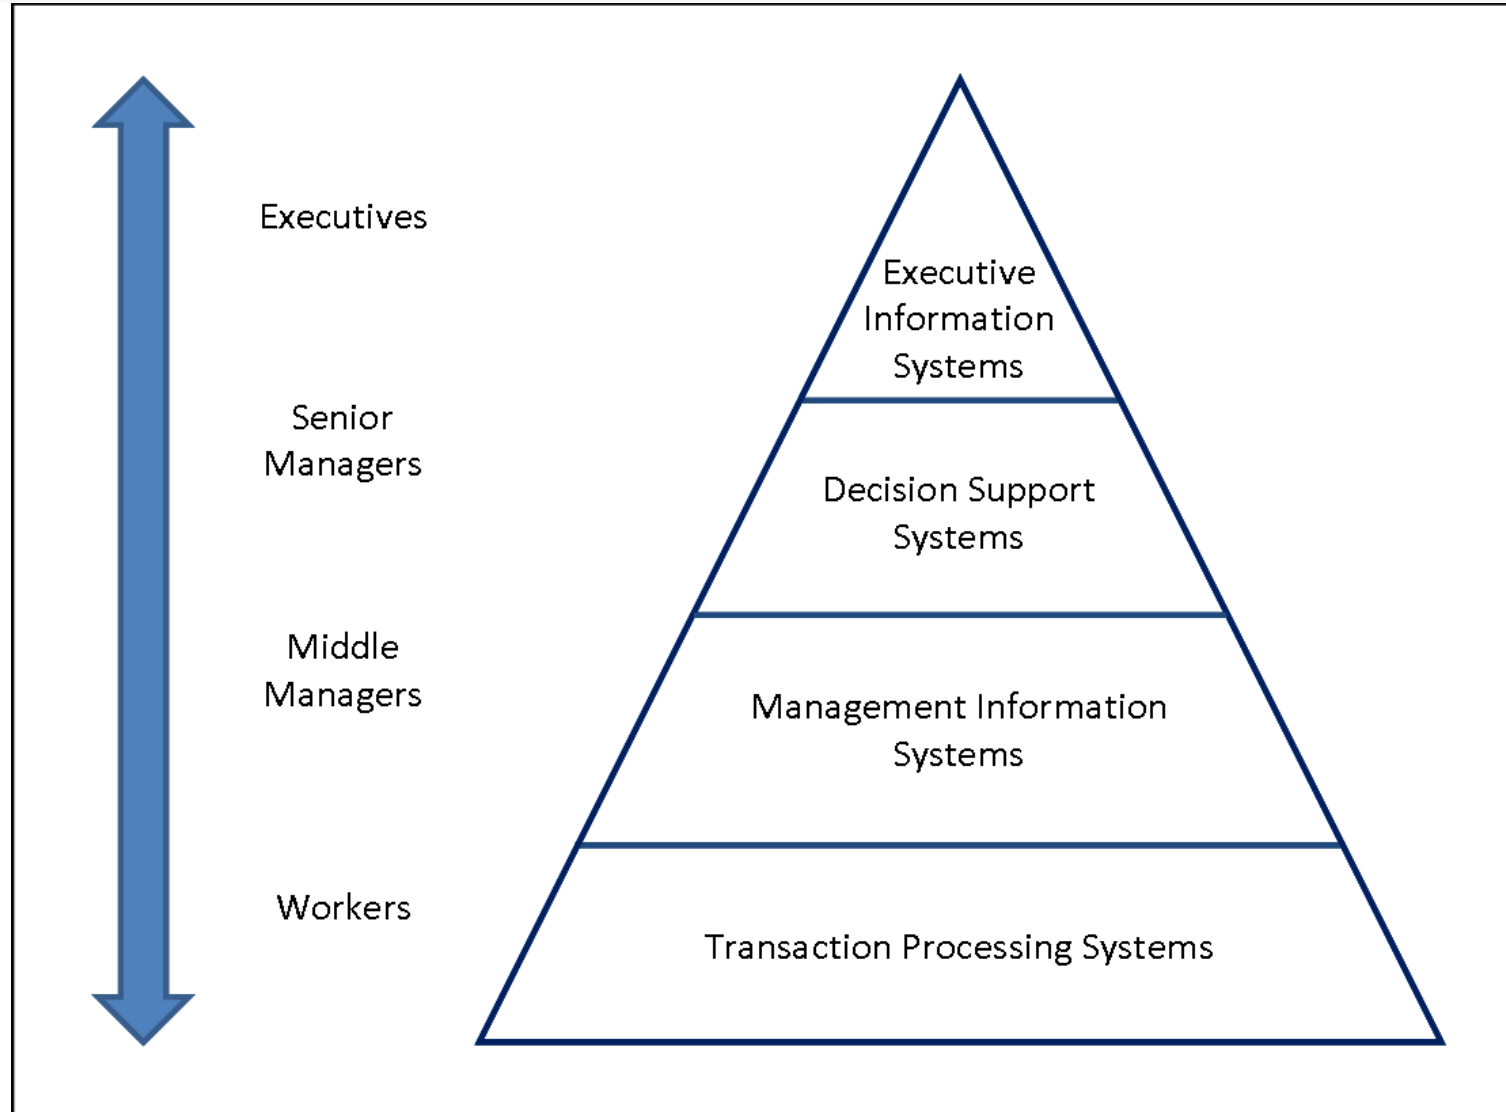 Executives
Executive
Information
Systems
Senior
Managers
Decision Support
Systems
Middle
Managers
Management Information
Systems
Workers
Transaction Processing Systems